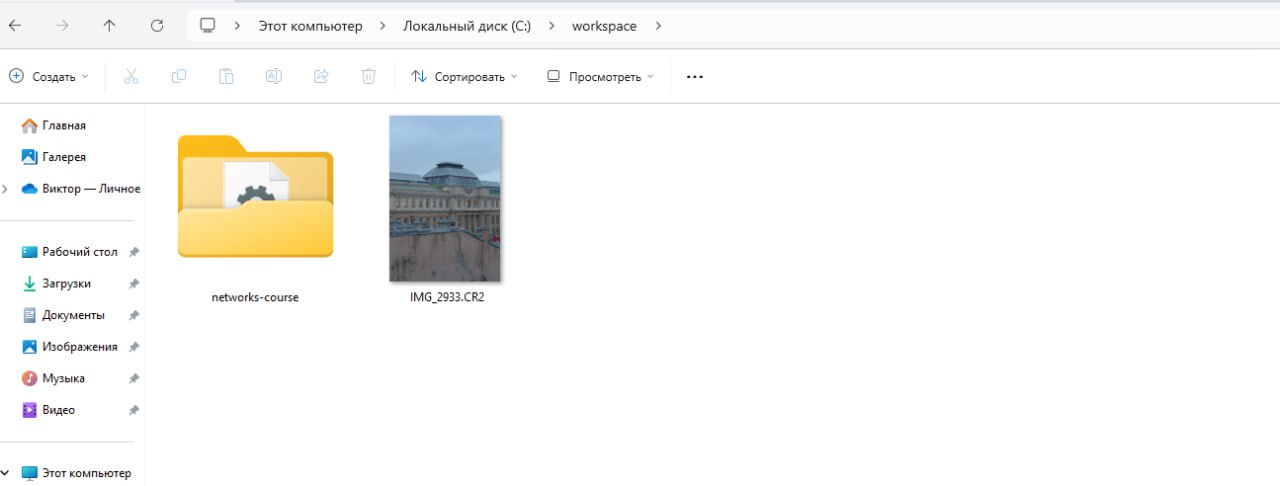 Этот компьютер > Локальный диск (C:) > workspace >
Создать Сортировать Просмотреть
Главная
Галерея
Виктор — Личное
Рабочий стол
Загрузки
Документы
Изображения
Музыка
Видео
Этот компьютер
networks-course
IMG_2933.CR2